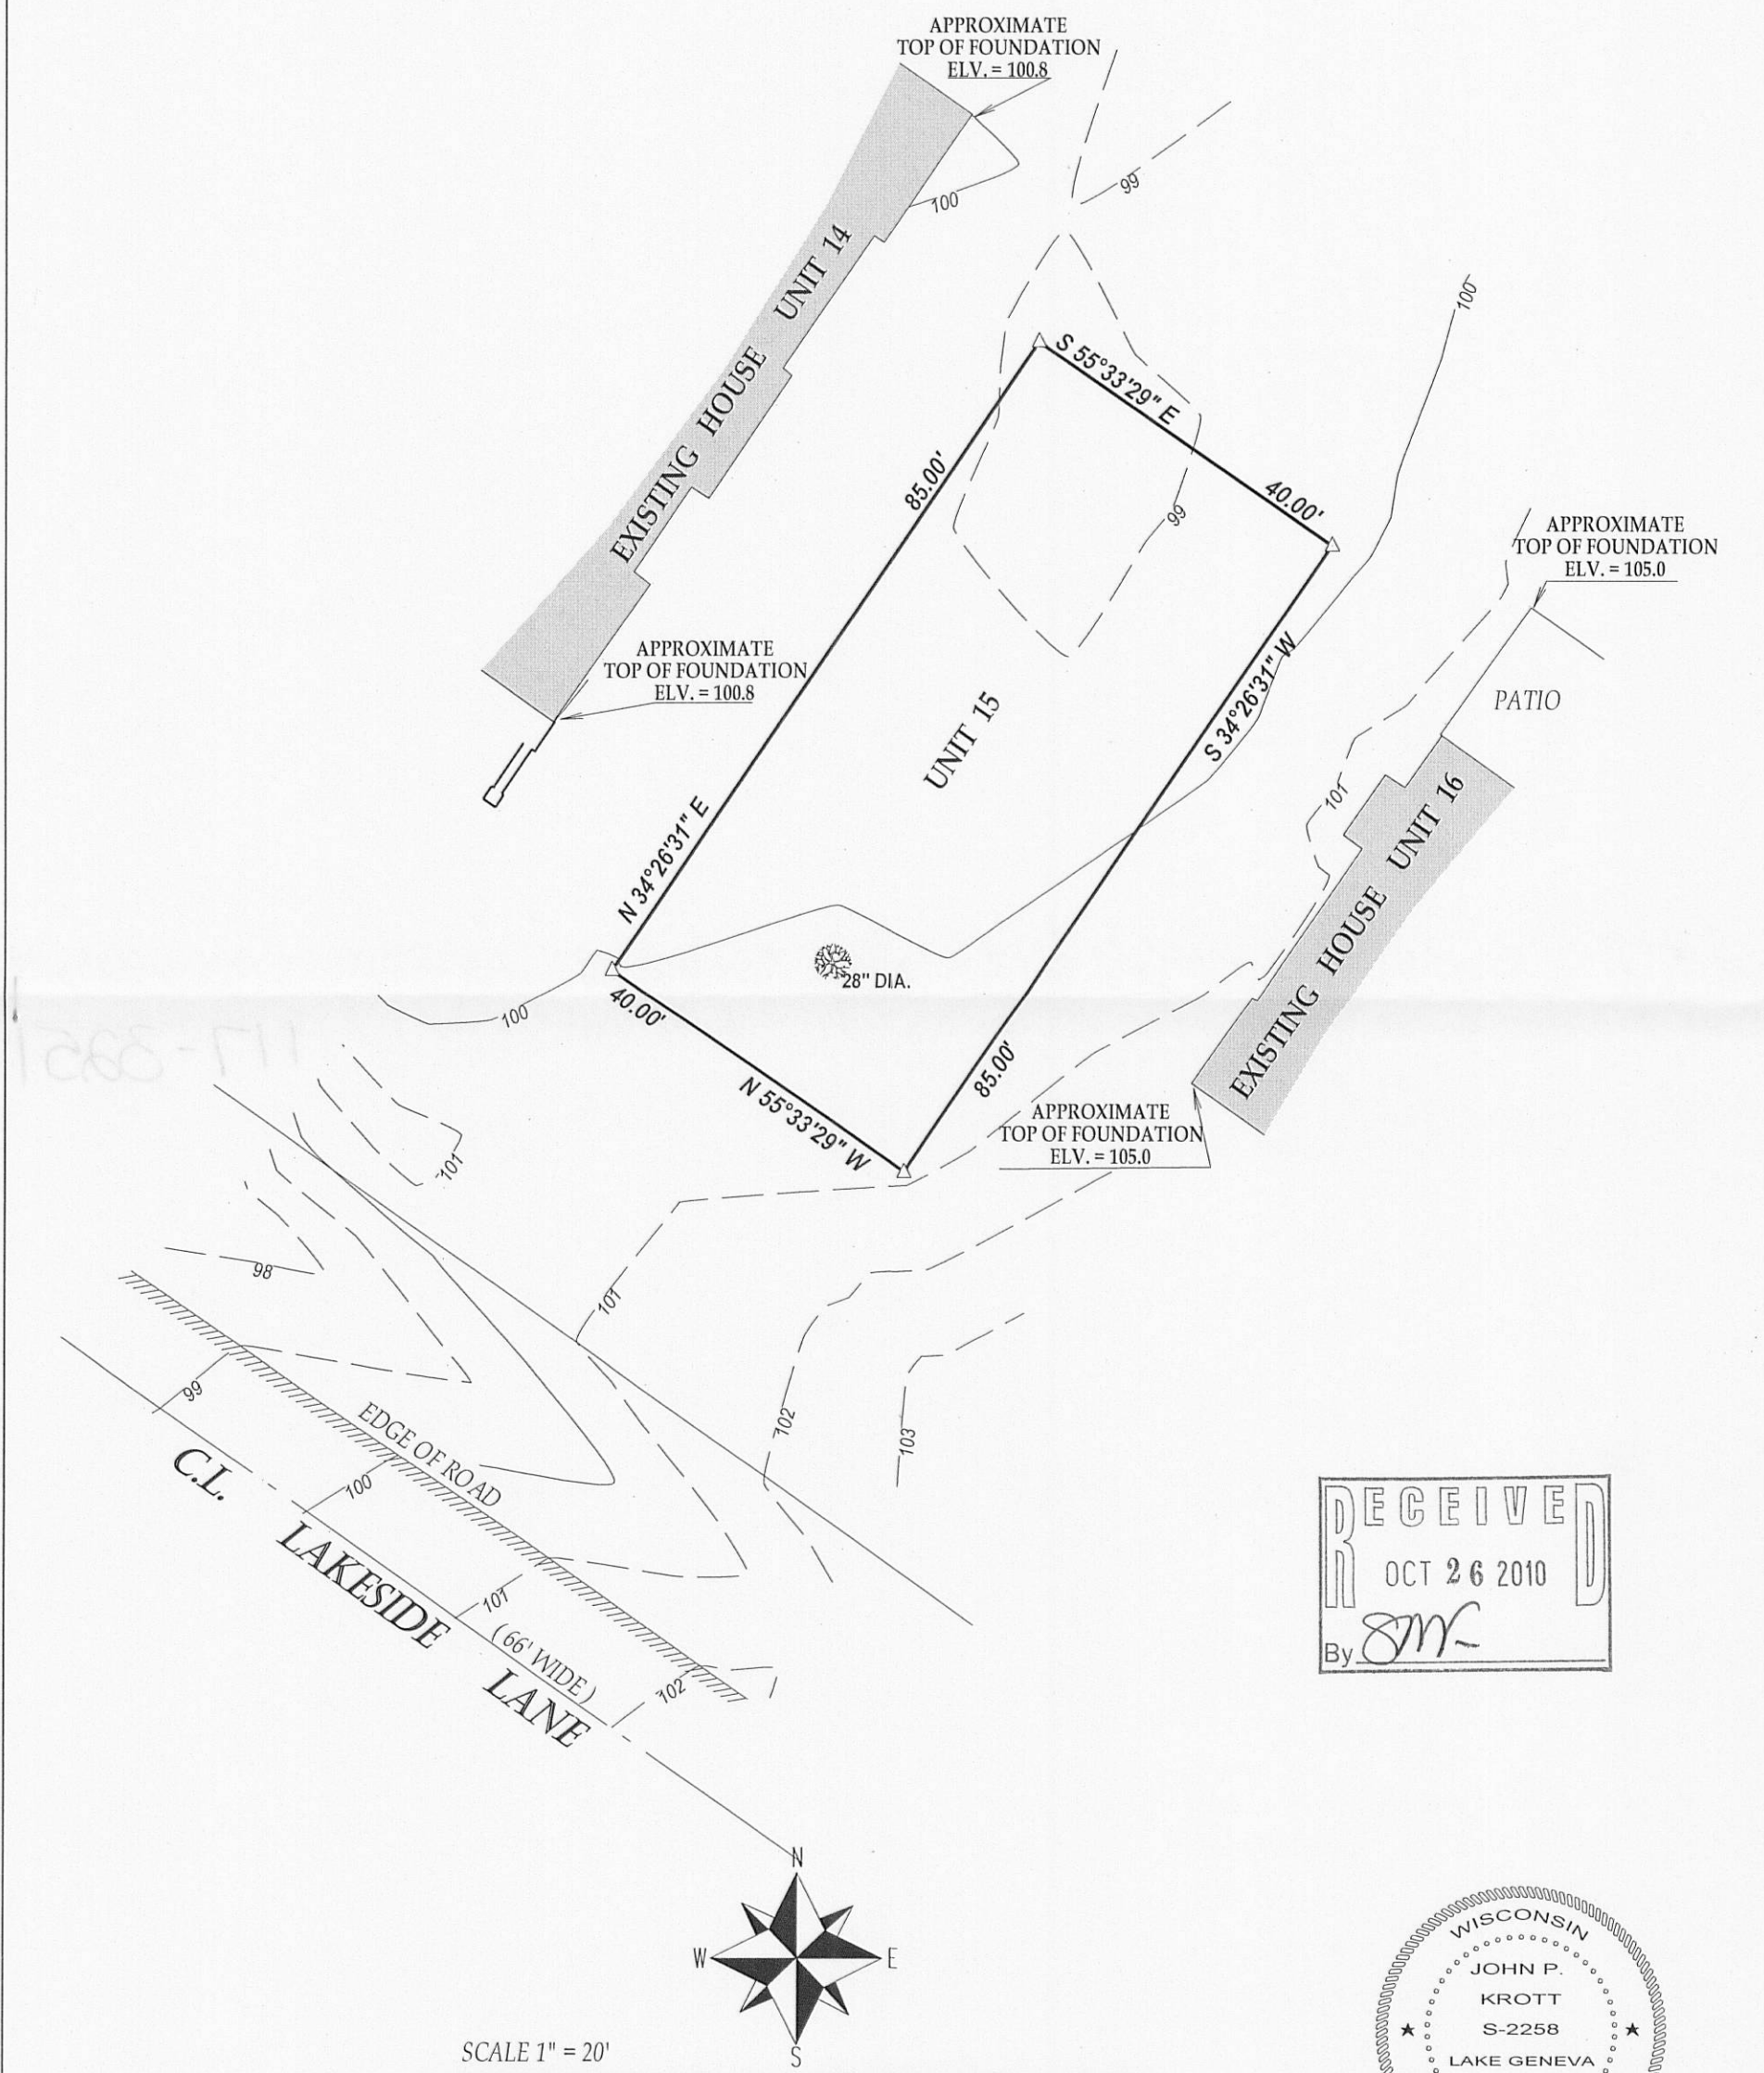 APPROXIMATE
TOP OF FOUNDATION
ELV. = 100.8
99
100
EXISTING HOUSE UNIT 14
100
S 55°33'29" E
40.00'
85.00'
99
APPROXIMATE
TOP OF FOUNDATION
ELV. = 105.0
APPROXIMATE
TOP OF FOUNDATION
ELV. = 100.8
S 34°26'31" W
PATIO
UNIT 15
101
N 34°26'31" E
EXISTING HOUSE UNIT 16
28" DIA.
100
40.00'
N 55°33'29" W
85.00'
APPROXIMATE
TOP OF FOUNDATION
ELV. = 105.0
101
98
101
99
102
103
EDGE OF ROAD
100
C.L. LAKESIDE LANE
101
(66' WIDE)
102
RECEIVED
OCT 26 2010
By
N
W
E
S
SCALE 1" = 20'
WISCONSIN
JOHN P.
KROTT
S-2258
LAKE GENEVA